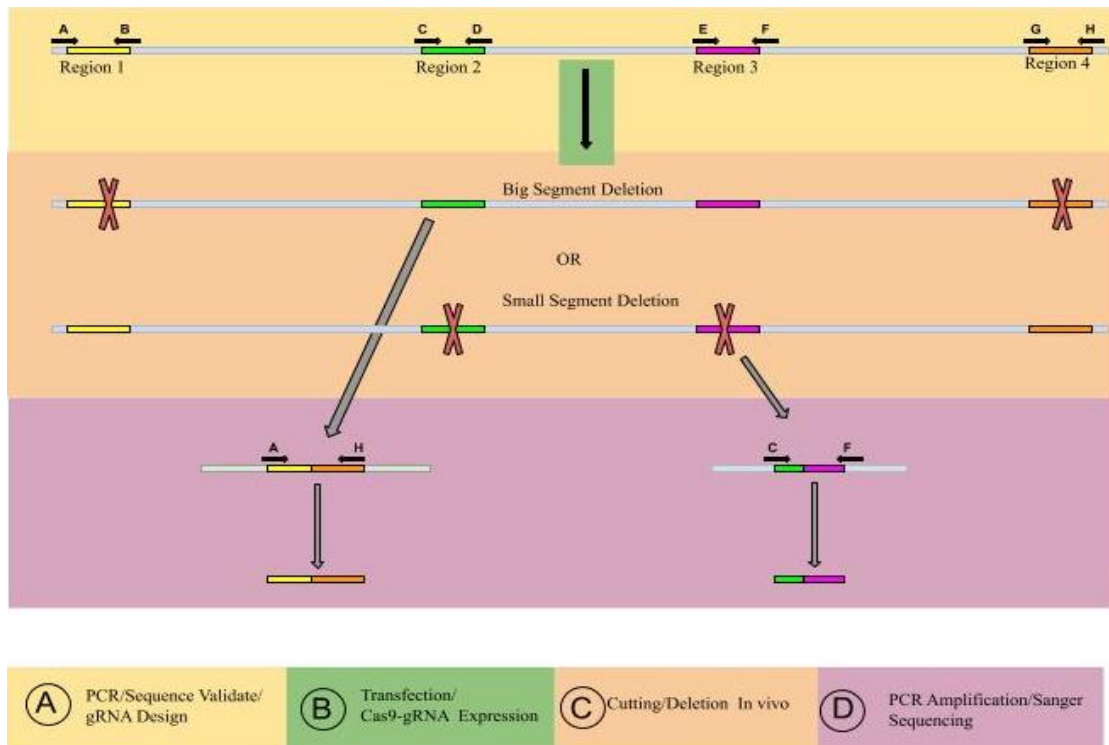 A B C D E F G H
Region 1 Region 2 Region 3 Region 4
Big Segment Deletion
OR
Small Segment Deletion
A H C F
A PCR/Sequence Validate/
gRNA Design
B Transfection/
Cas9-gRNA Expression
C Cutting/Deletion In vivo
D PCR Amplification/Sanger
Sequencing